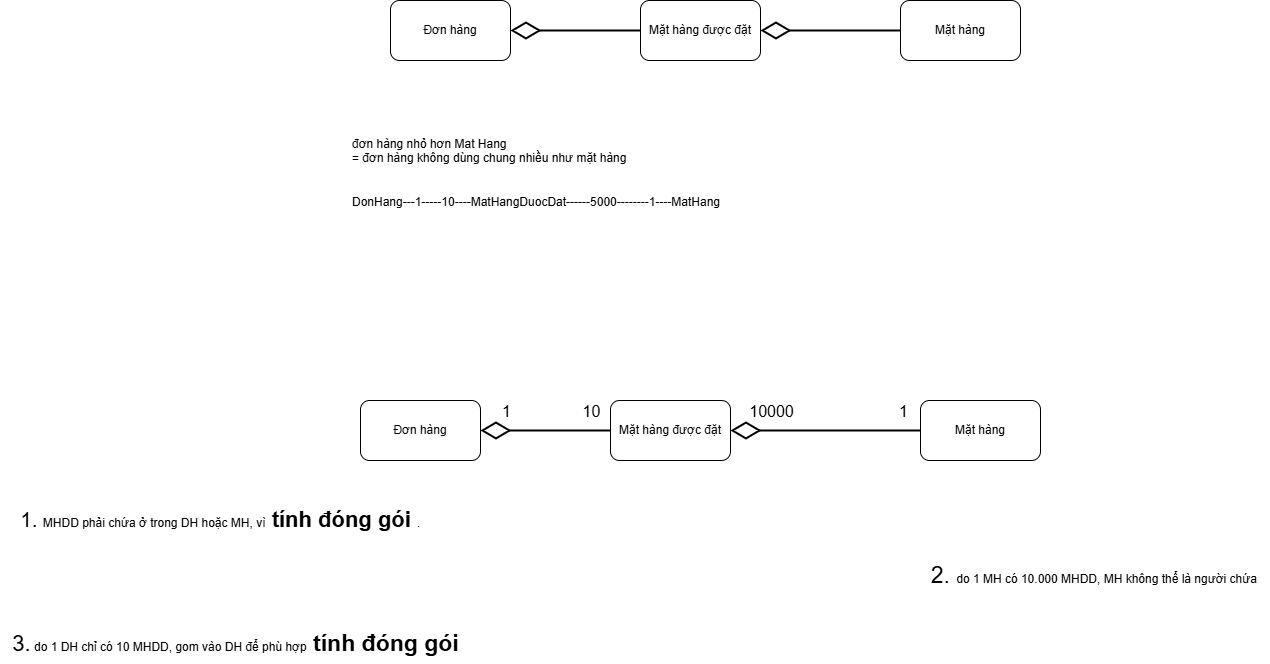 Đơn hàng
Mặt hàng được đặt
Mặt hàng
đơn hàng nhỏ hơn Mat Hang
= đơn hàng không dùng chung nhiều như mặt hàng
DonHang---1-----10----MatHangDuocDat------5000--------1----MatHang
1 10 10000 1
Đơn hàng
Mặt hàng được đặt
Mặt hàng
1. MHDD phải chứa ở trong DH hoặc MH, vì tính đóng gói .
2. do 1 MH có 10.000 MHDD, MH không thể là người chứa
3. do 1 DH chỉ có 10 MHDD, gom vào DH để phù hợp tính đóng gói